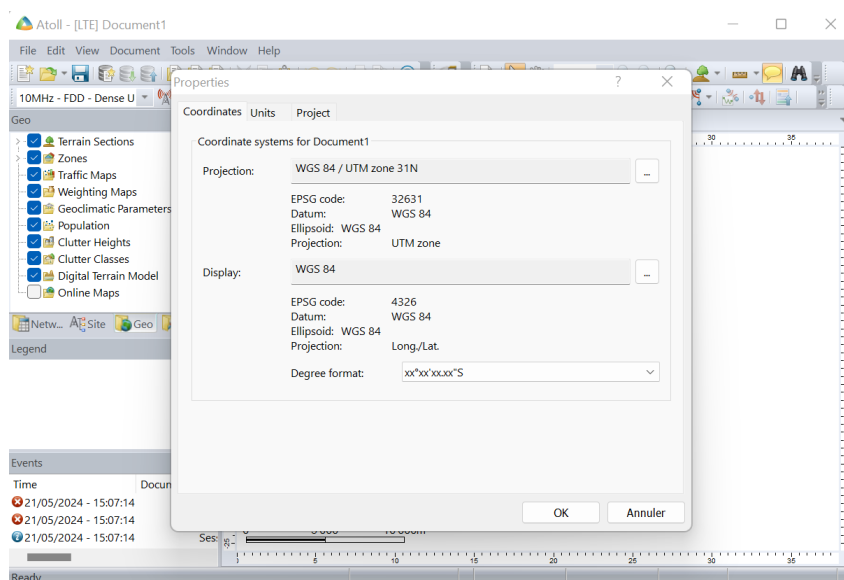 Atoll - [LTE] Document1
File Edit View Document Tools Window Help
10MHz - FDD - Dense U
Geo
Terrain Sections
Zones
Traffic Maps
Weighting Maps
Geoclimatic Parameters
Population
Clutter Heights
Clutter Classes
Digital Terrain Model
Online Maps
Netw... Site Geo
Legend
Events
Time Docum
21/05/2024 - 15:07:14
21/05/2024 - 15:07:14
21/05/2024 - 15:07:14 Ses:
Ready
Properties ?
Coordinates Units Project
Coordinate systems for Document1
Projection: WGS 84 / UTM zone 31N ...
EPSG code: 32631
Datum: WGS 84
Ellipsoid: WGS 84
Projection: UTM zone
Display: WGS 84 ...
EPSG code: 4326
Datum: WGS 84
Ellipsoid: WGS 84
Projection: Long./Lat.
Degree format: xx°xx'xx.xx"S
OK Annuler
30 35
-25
5 10 15 20 25 30 35